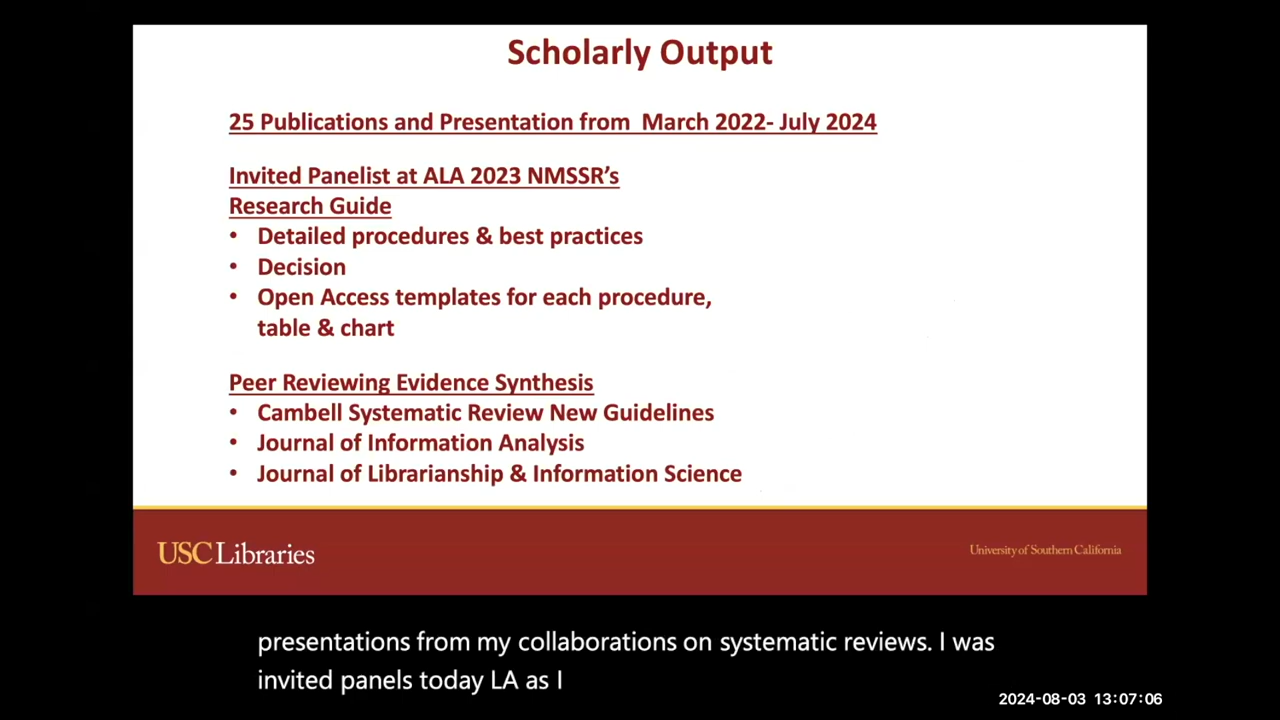 Scholarly Output
25 Publications and Presentation from March 2022- July 2024
Invited Panelist at ALA 2023 NMSSR’s
Research Guide
• Detailed procedures & best practices
• Decision
• Open Access templates for each procedure,
table & chart
Peer Reviewing Evidence Synthesis
• Cambell Systematic Review New Guidelines
• Journal of Information Analysis
• Journal of Librarianship & Information Science
USC Libraries
University of Southern California
presentations from my collaborations on systematic reviews. I was
invited panels today LA as I
2024-08-03 13:07:06